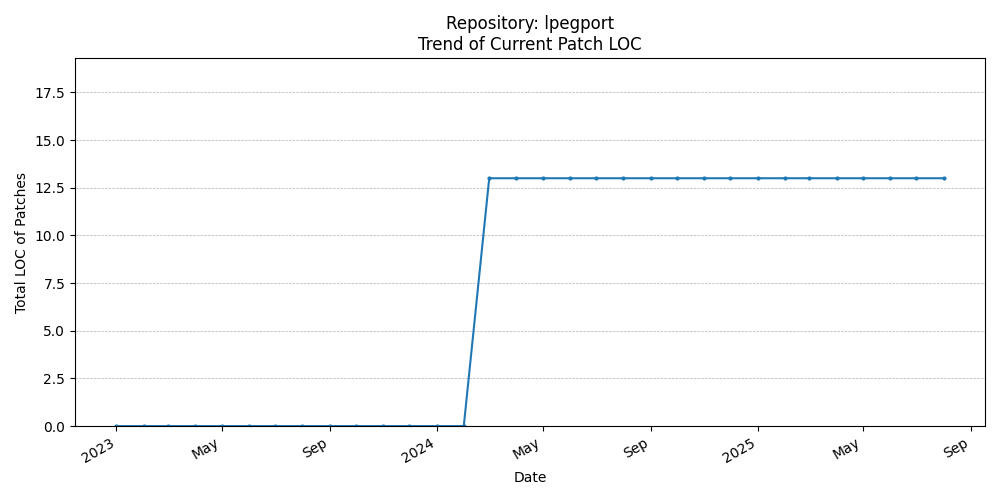 Repository: lpegport
Trend of Current Patch LOC
Total LOC of Patches
17.5
15.0
12.5
10.0
7.5
5.0
2.5
0.0
2023
May
Sep
2024
May
Sep
2025
May
Sep
Date